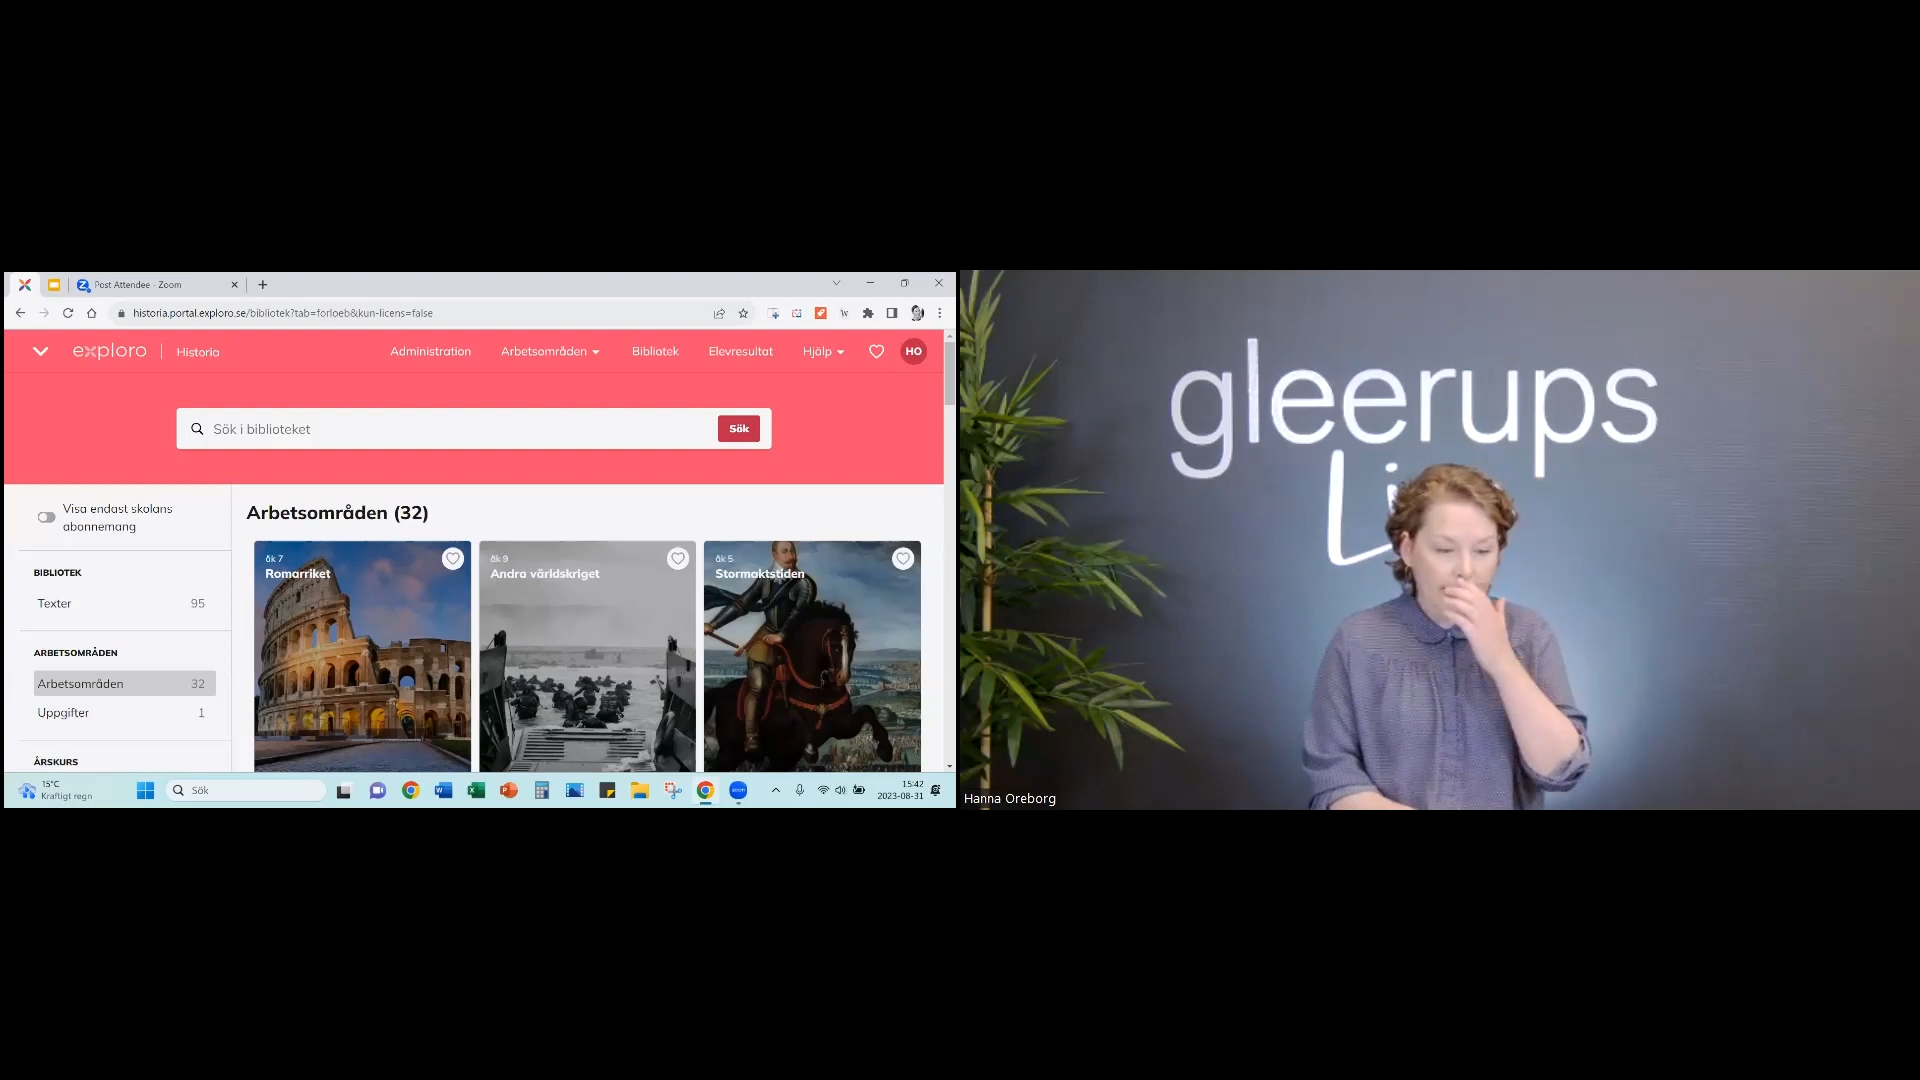 Post Attendee - Zoom
historia.portal.exploro.se/bibliotek?tab=forloeb&kun-licens=false
exploro
Historia
Administration
Arbetsområden
Bibliotek
Elevresultat
Hjälp
HO
Sök i biblioteket
Sök
Visa endast skolans
abonnemang
BIBLIOTEK
Texter 95
ARBETSOMRÅDEN
Arbetsområden 32
Uppgifter 1
ÅRSKURS
Arbetsområden (32)
åk 7
Romarriket
åk 9
Andra världskriget
åk 5
Stormaktstiden
15°C
Kraftigt regn
Sök
15:42
2023-08-31
gleerups
Li
Hanna Oreborg